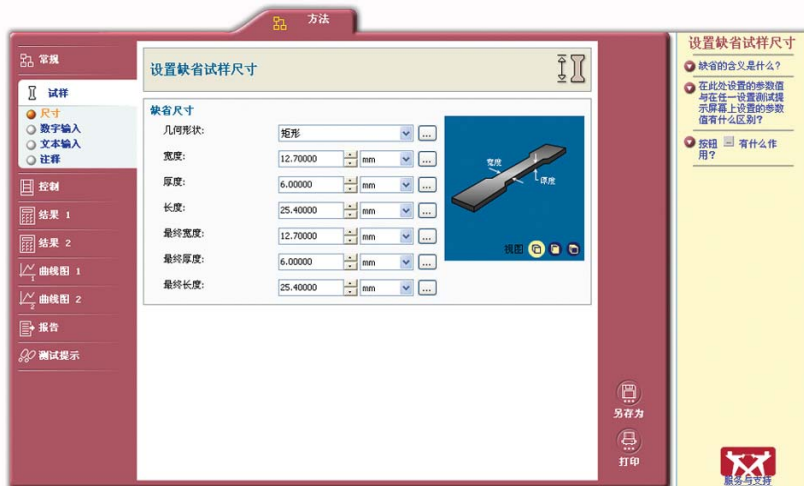 方法
常规
试样
尺寸
数字输入
文本输入
注释
控制
结果 1
结果 2
曲线图 1
曲线图 2
报告
测试提示
设置缺省试样尺寸
缺省尺寸
几何形状: 矩形 ...
宽度: 12.70000 mm ...
厚度: 6.00000 mm ...
长度: 25.40000 mm ...
最终宽度: 12.70000 mm ...
最终厚度: 6.00000 mm ...
最终长度: 25.40000 mm ...
宽度
厚度
视图
另存为
打印
设置缺省试样尺寸
缺省的含义是什么?
在此处设置的参数值
与在任一设置测试提
示屏幕上设置的参数
值有什么区别?
按钮 ... 有什么作
用?
服务与支持